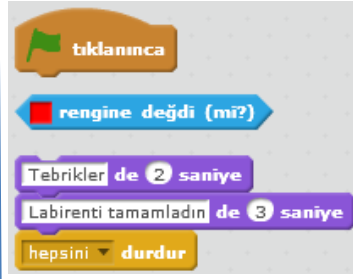 tıklanınca
rengine değdi (mi?)
Tebrikler de 2 saniye
Labirenti tamamladın de 3 saniye
hepsini durdur